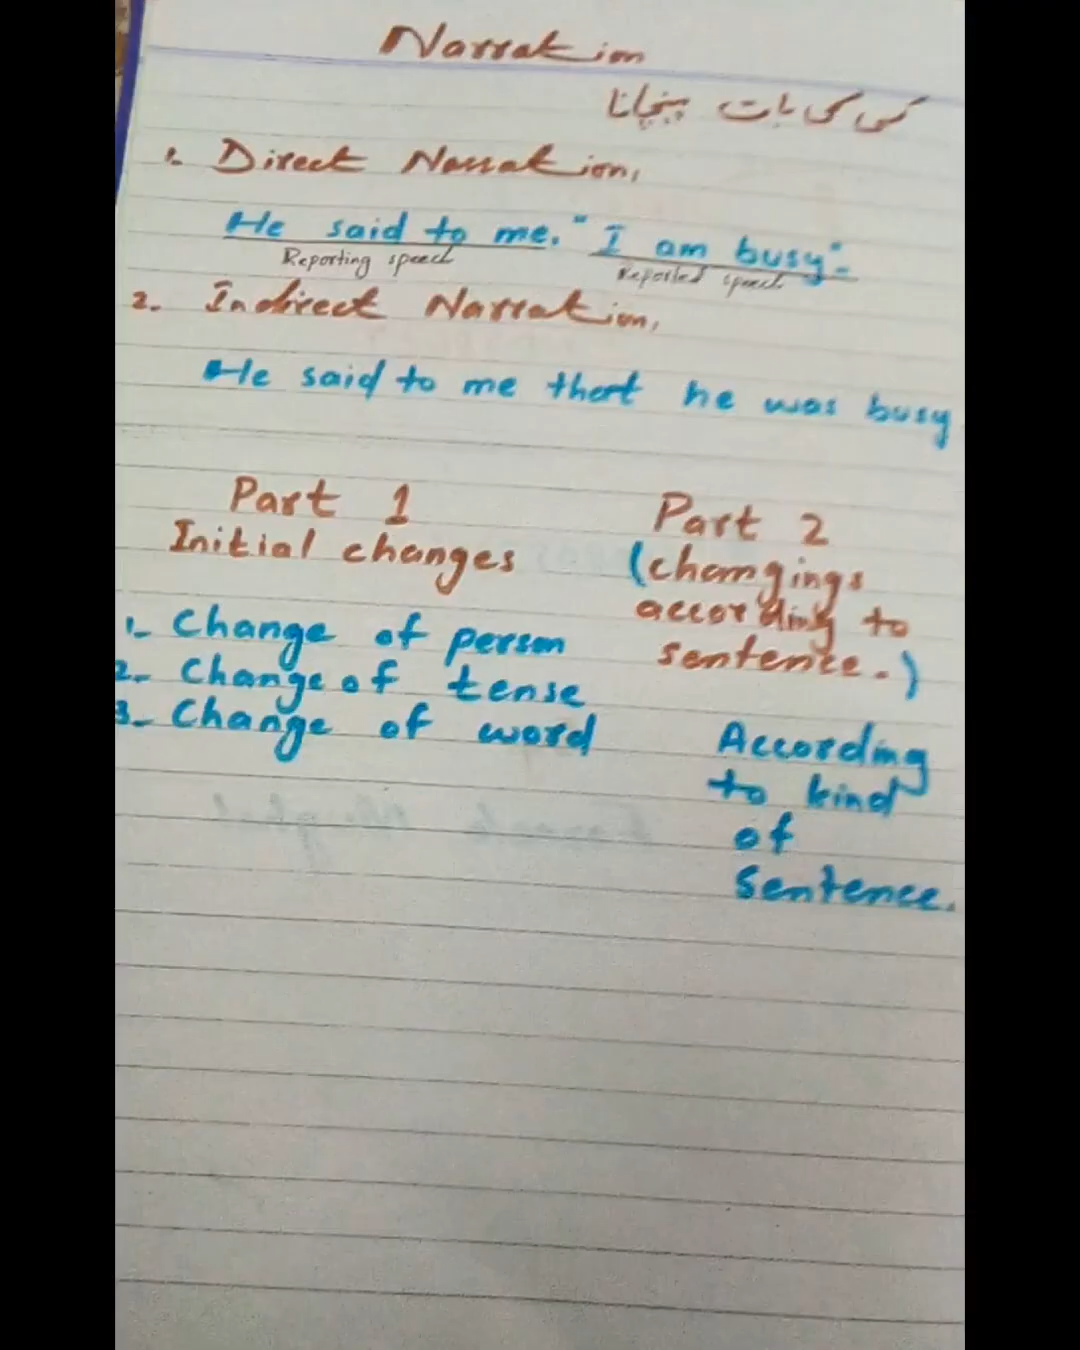 Narration
کسی کی بات پہنچانا
1. Direct Narration,
He said to me. "I am busy".
Reporting speech Reported speech
2. Indirect Narration,
He said to me that he was busy
Part 1
Initial changes
1- Change of person
2- Change of tense
3- Change of word
Part 2
(changings
according to
sentence.)
According
to kind
of
Sentence.